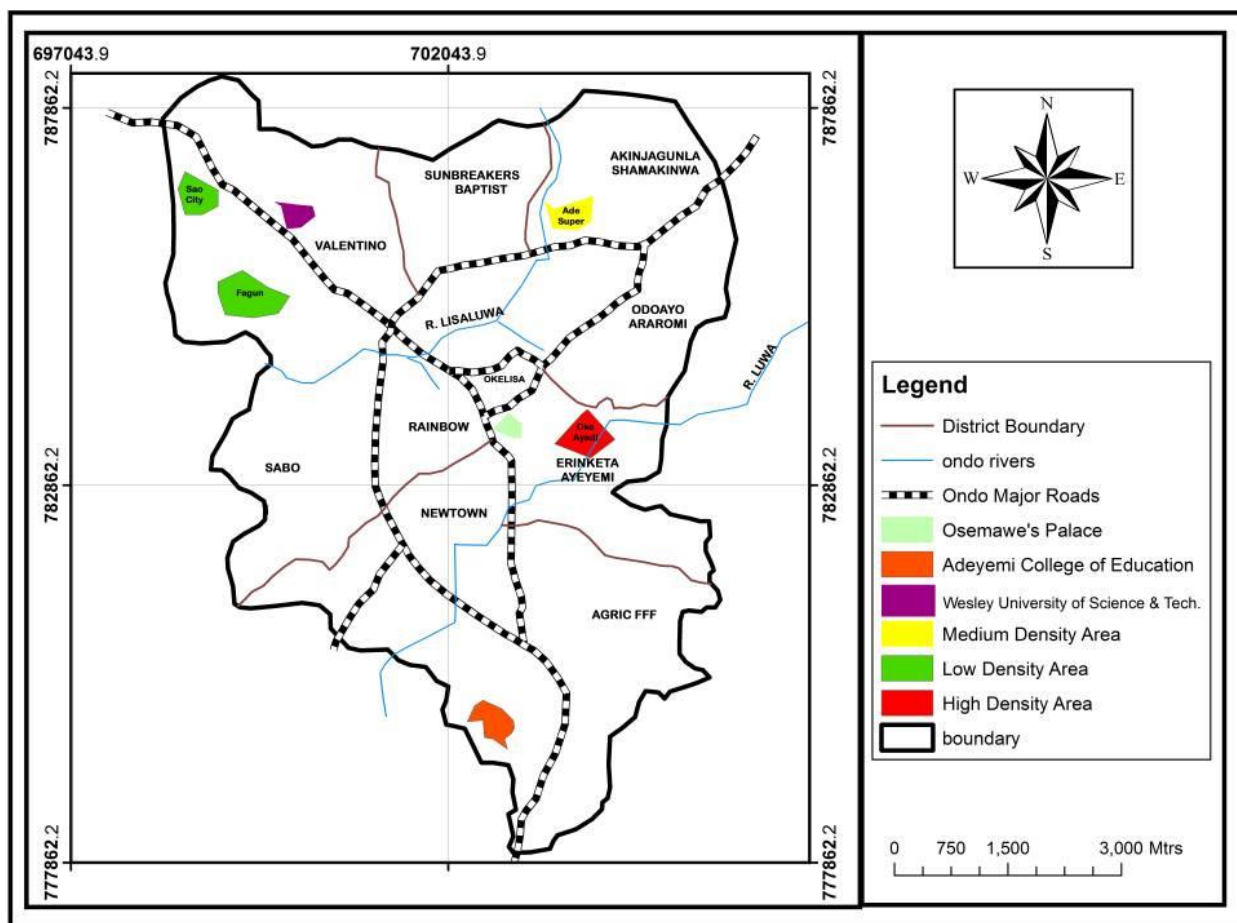 697043.9
702043.9
787862.2
787862.2
N
W
E
S
SUNBREAKERS
BAPTIST
AKINJAGUNLA
SHAMAKINWA
Sao
City
Ade
Super
VALENTINO
Fagun
R. LISALUWA
ODOAYO
ARAROMI
R. LUWA
OKELISA
RAINBOW
Oke
ERINKETA
AYEYEMI
SABO
782862.2
782862.2
NEWTOWN
AGRIC FFF
777862.2
777862.2
Legend
District Boundary
ondo rivers
Ondo Major Roads
Osemawe's Palace
Adeyemi College of Education
Wesley University of Science & Tech.
Medium Density Area
Low Density Area
High Density Area
boundary
0 750 1,500 3,000 Mtrs